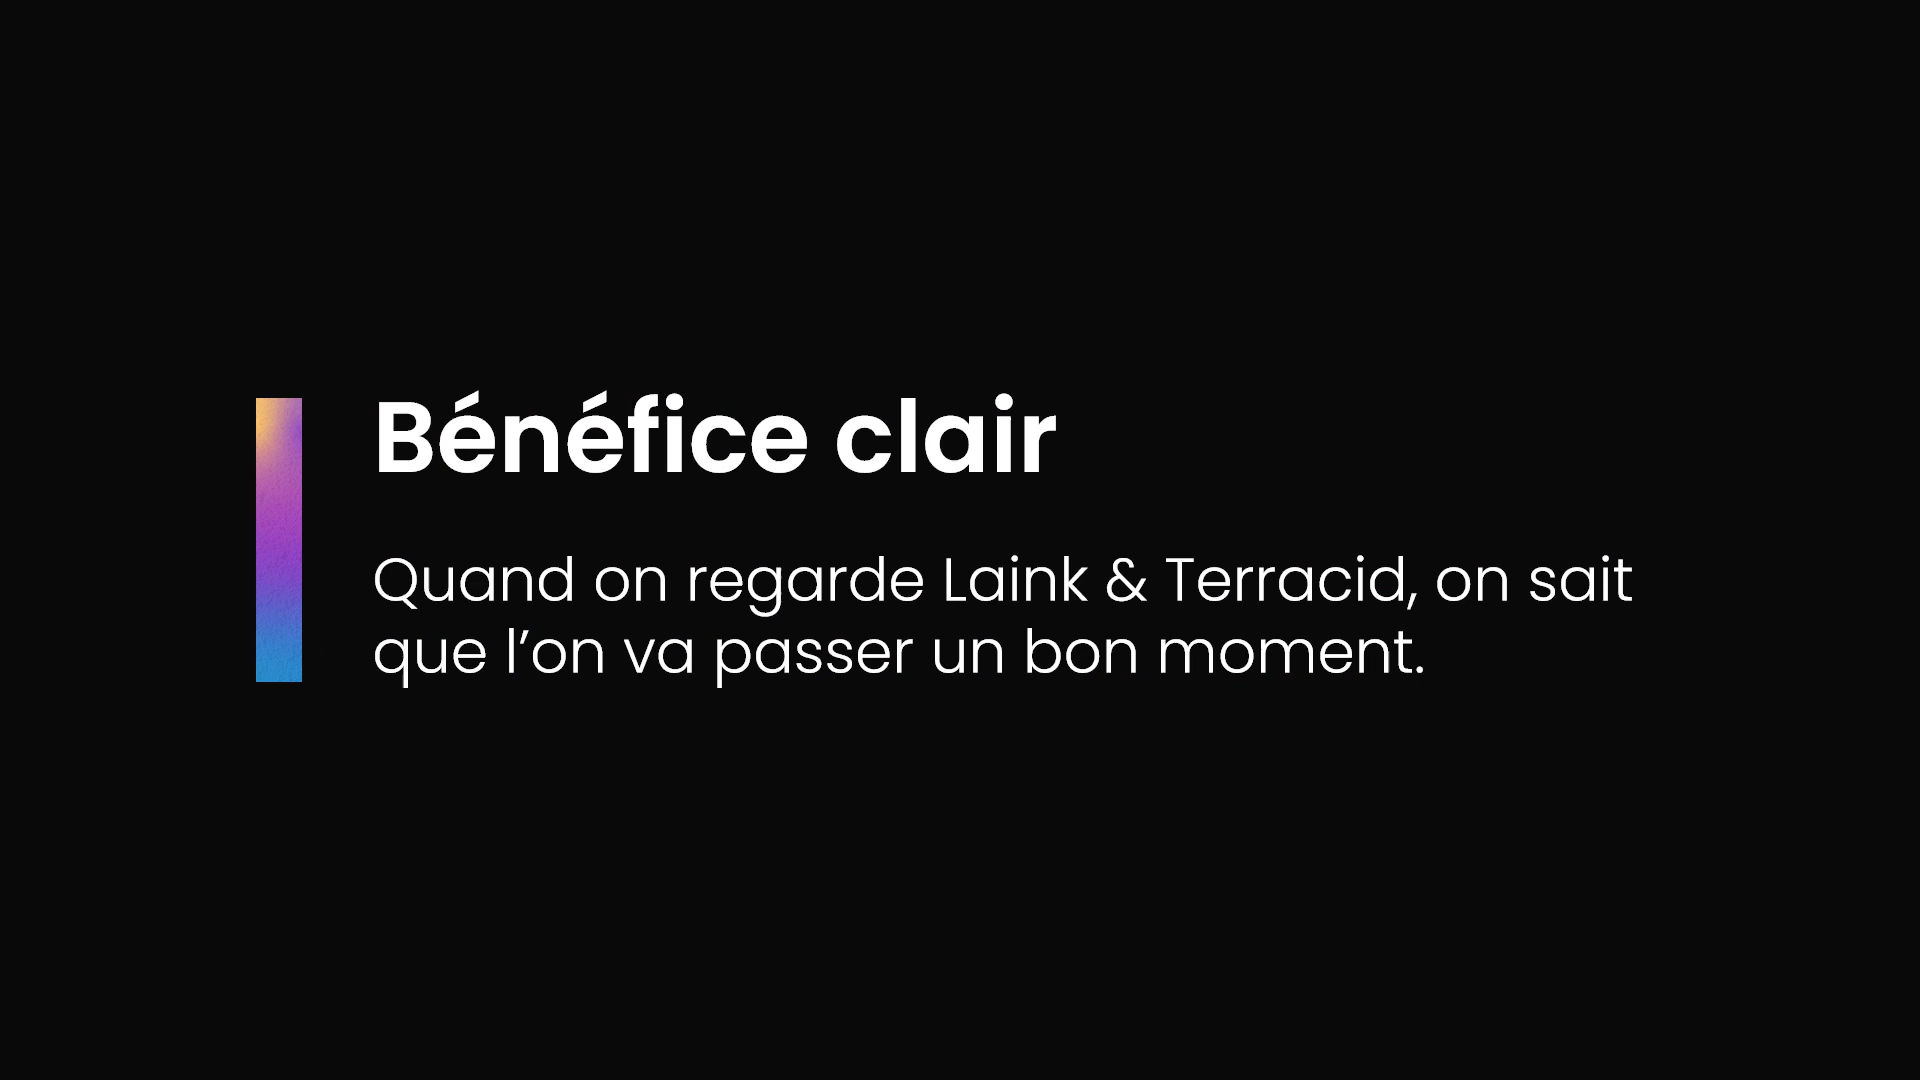 Bénéfice clair
Quand on regarde Laink & Terracid, on sait
que l’on va passer un bon moment.